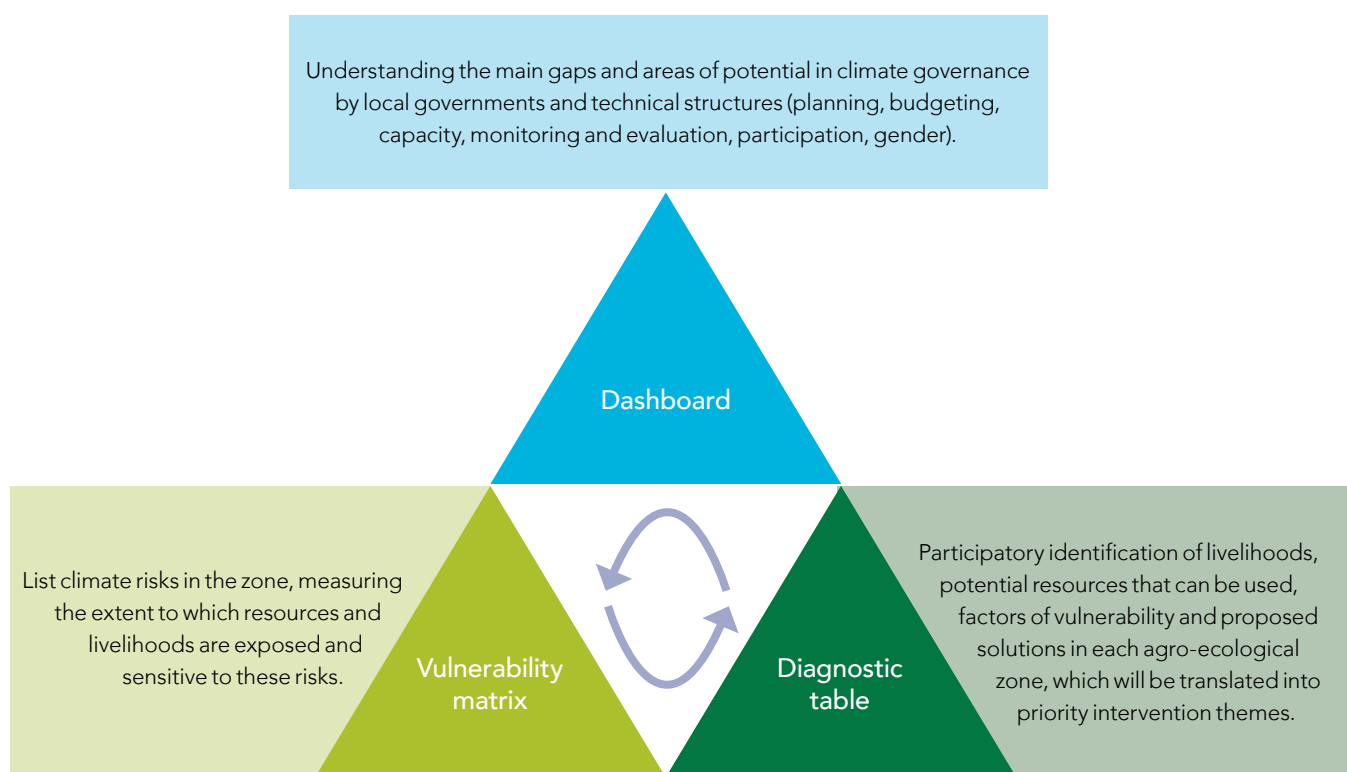 Understanding the main gaps and areas of potential in climate governance
by local governments and technical structures (planning, budgeting,
capacity, monitoring and evaluation, participation, gender).
Dashboard
List climate risks in the zone, measuring
the extent to which resources and
livelihoods are exposed and
sensitive to these risks.
Vulnerability
matrix
Diagnostic
table
Participatory identification of livelihoods,
potential resources that can be used,
factors of vulnerability and proposed
solutions in each agro-ecological
zone, which will be translated into
priority intervention themes.